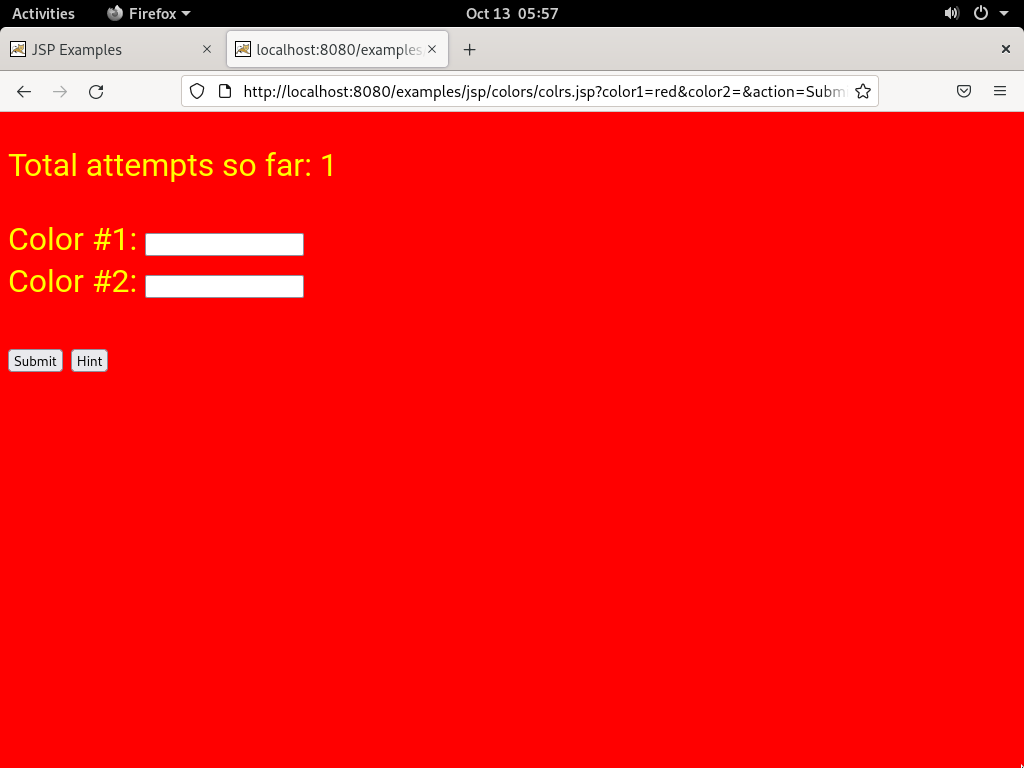 Activities Firefox Oct 13 05:57
JSP Examples localhost:8080/examples
http://localhost:8080/examples/jsp/colors/colrs.jsp?color1=red&color2=&action=Subm
Total attempts so far: 1
Color #1:
Color #2:
Submit Hint